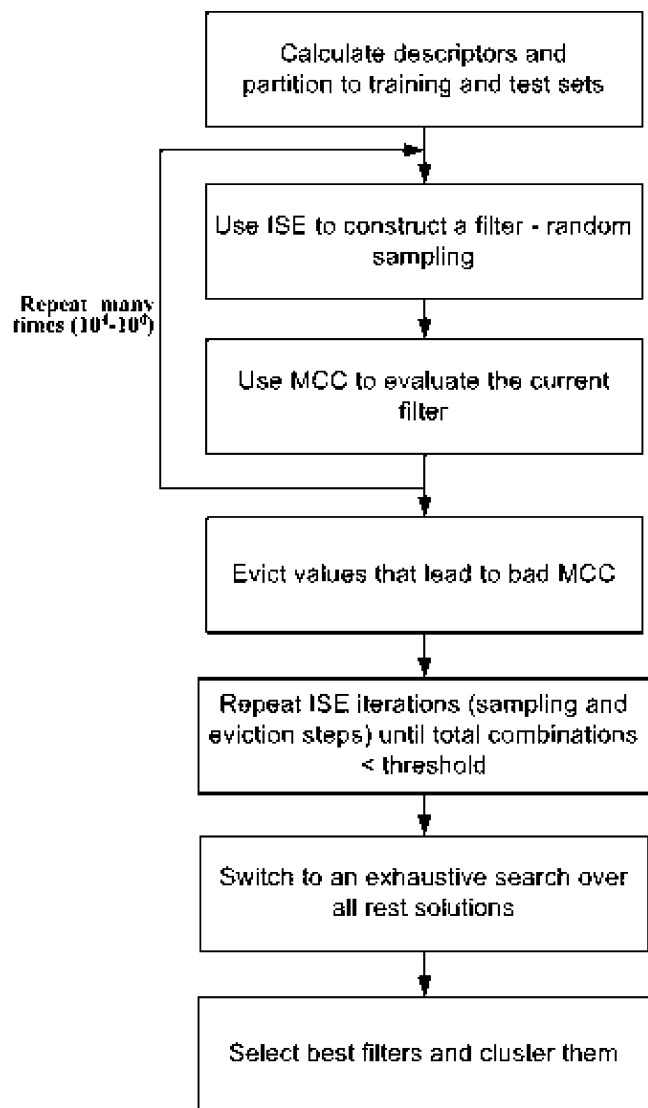 Calculate descriptors and
partition to training and test sets
Use ISE to construct a filter - random
sampling
Repeat many
times (10⁴-10⁶)
Use MCC to evaluate the current
filter
Evict values that lead to bad MCC
Repeat ISE iterations (sampling and
eviction steps) until total combinations
< threshold
Switch to an exhaustive search over
all rest solutions
Select best filters and cluster them